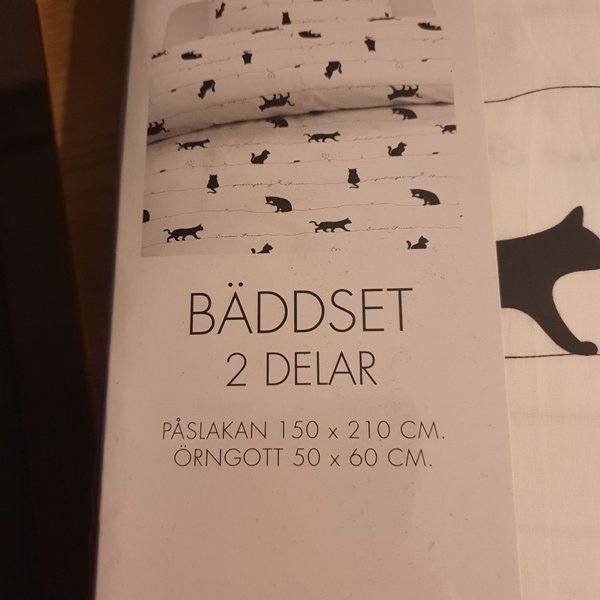 BÄDDSET
2 DELAR
PÅSLAKAN 150 x 210 CM.
ÖRNGOTT 50 x 60 CM.